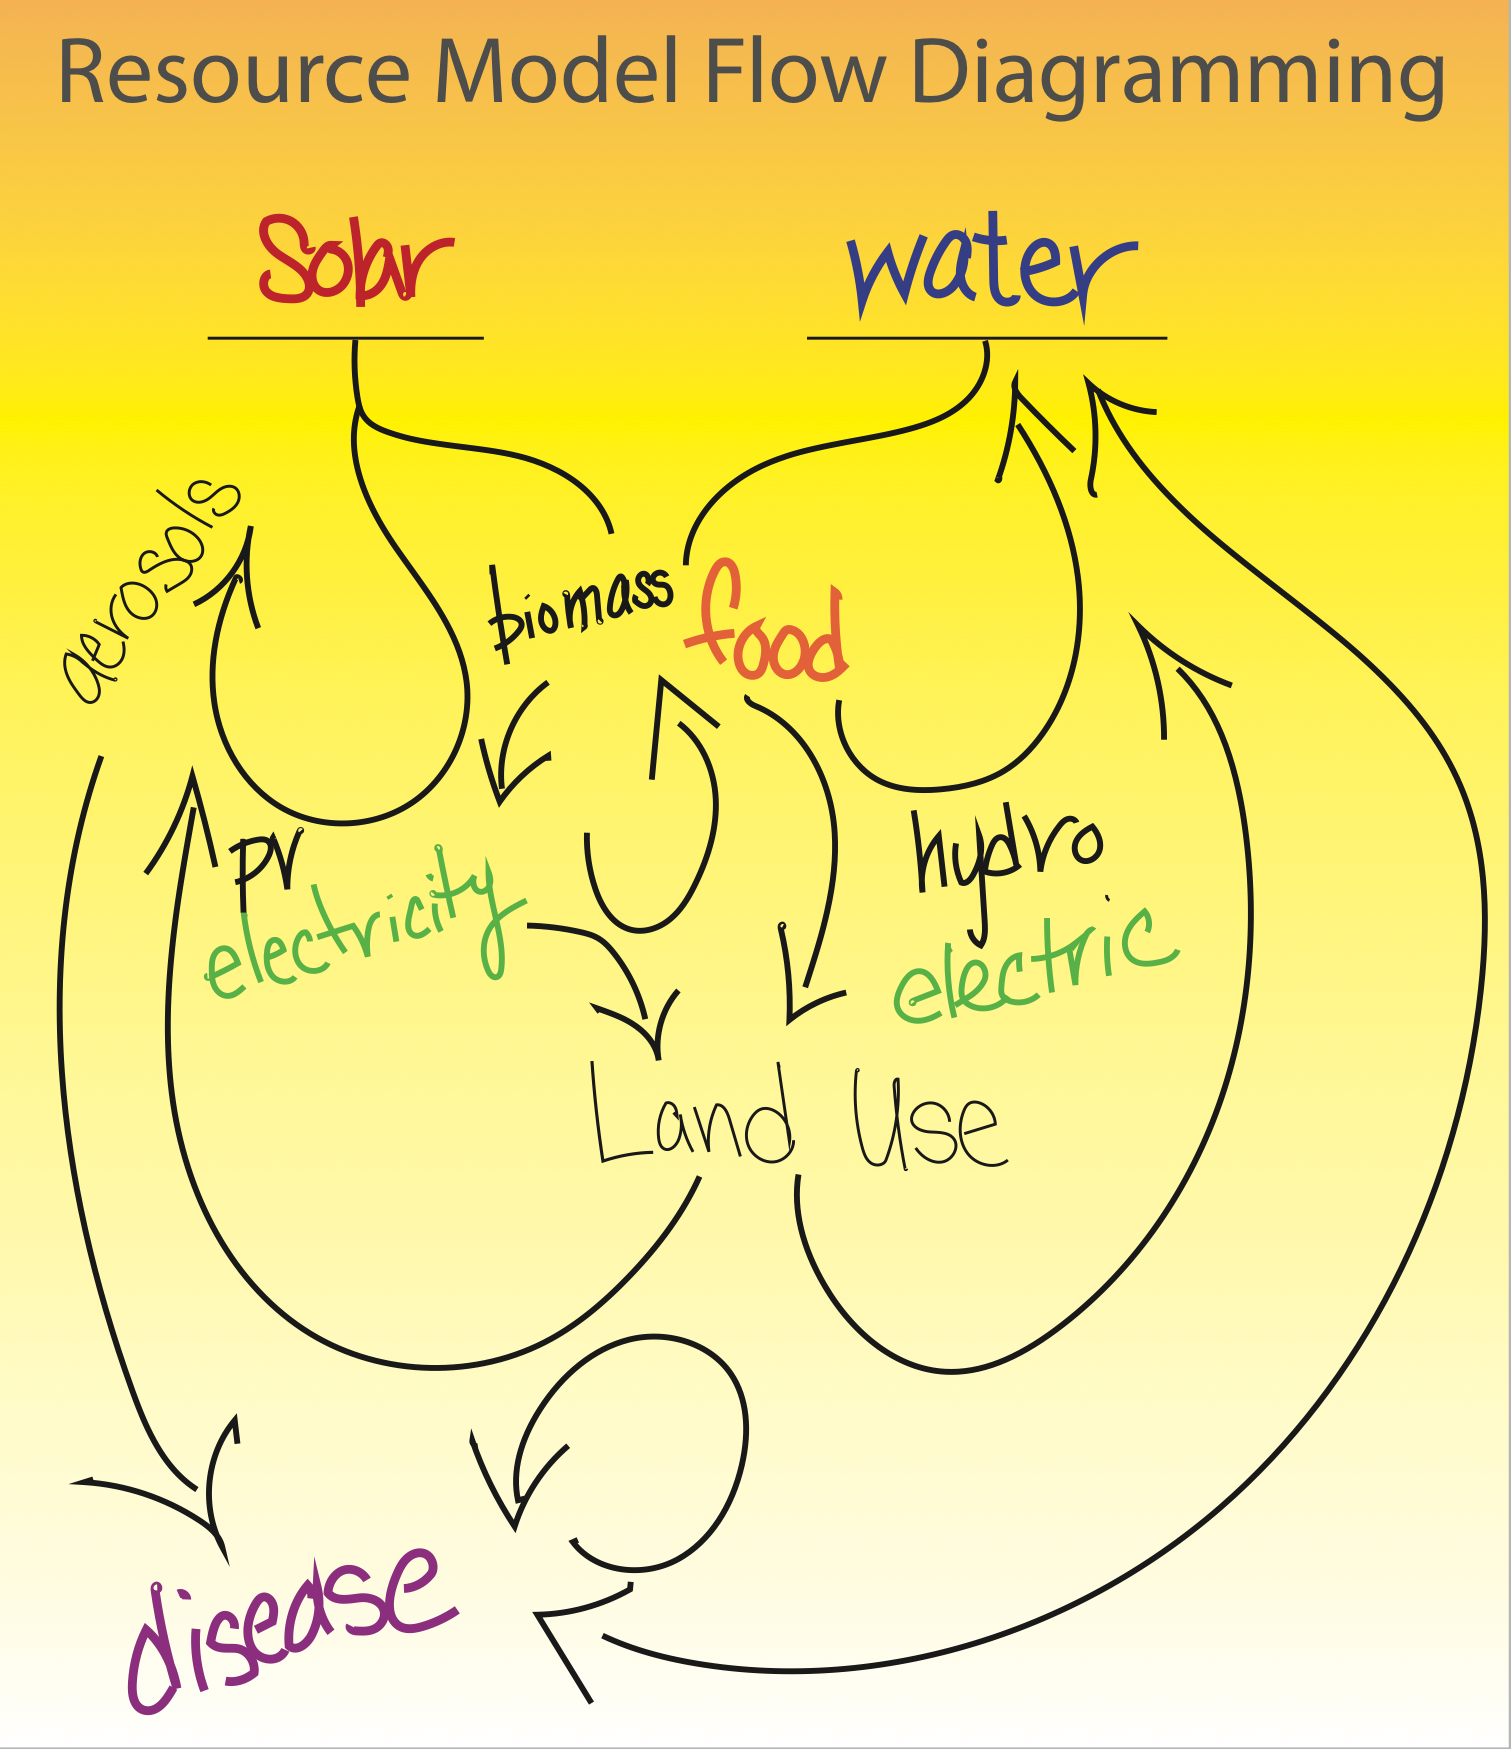 Resource Model Flow Diagramming
Solar
water
aerosols
biomass
food
pv
electricity
hydro
electric
Land Use
disease